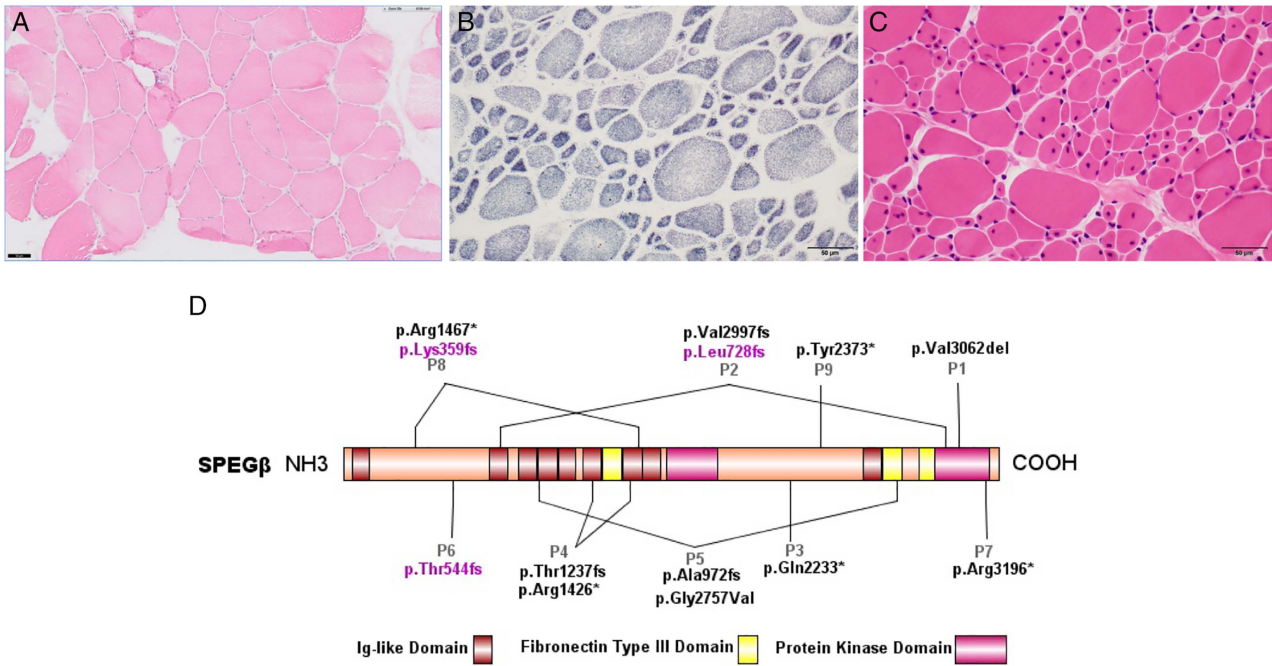 A
B
C
50 µm
50 µm
D
p.Arg1467*
p.Lys359fs
P8
p.Val2997fs
p.Leu728fs
P2
p.Tyr2373*
P9
p.Val3062del
P1
SPEGβ NH3
COOH
P6
p.Thr544fs
P4
p.Thr1237fs
p.Arg1426*
P5
p.Ala972fs
p.Gly2757Val
P3
p.Gln2233*
P7
p.Arg3196*
Ig-like Domain
Fibronectin Type III Domain
Protein Kinase Domain